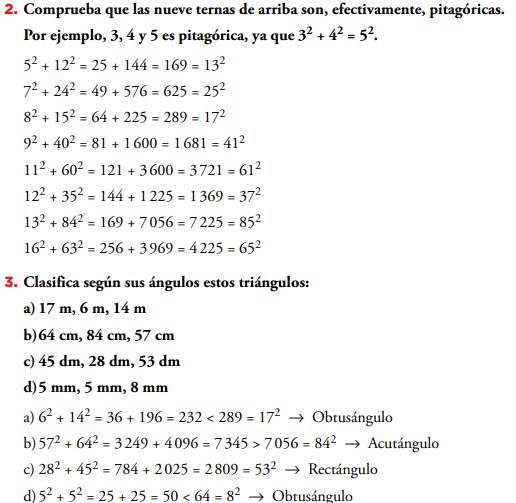 2. Comprueba que las nueve ternas de arriba son, efectivamente, pitagóricas.
Por ejemplo, 3, 4 y 5 es pitagórica, ya que 3² + 4² = 5².
5² + 12² = 25 + 144 = 169 = 13²
7² + 24² = 49 + 576 = 625 = 25²
8² + 15² = 64 + 225 = 289 = 17²
9² + 40² = 81 + 1 600 = 1 681 = 41²
11² + 60² = 121 + 3 600 = 3 721 = 61²
12² + 35² = 144 + 1 225 = 1 369 = 37²
13² + 84² = 169 + 7 056 = 7 225 = 85²
16² + 63² = 256 + 3 969 = 4 225 = 65²
3. Clasifica según sus ángulos estos triángulos:
a) 17 m, 6 m, 14 m
b) 64 cm, 84 cm, 57 cm
c) 45 dm, 28 dm, 53 dm
d) 5 mm, 5 mm, 8 mm
a) 6² + 14² = 36 + 196 = 232 < 289 = 17² → Obtusángulo
b) 57² + 64² = 3 249 + 4 096 = 7 345 > 7 056 = 84² → Acutángulo
c) 28² + 45² = 784 + 2 025 = 2 809 = 53² → Rectángulo
d) 5² + 5² = 25 + 25 = 50 < 64 = 8² → Obtusángulo